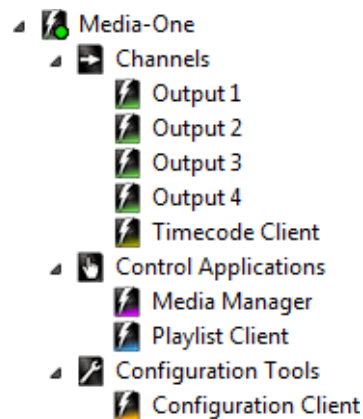 Media-One
Channels
Output 1
Output 2
Output 3
Output 4
Timecode Client
Control Applications
Media Manager
Playlist Client
Configuration Tools
Configuration Client